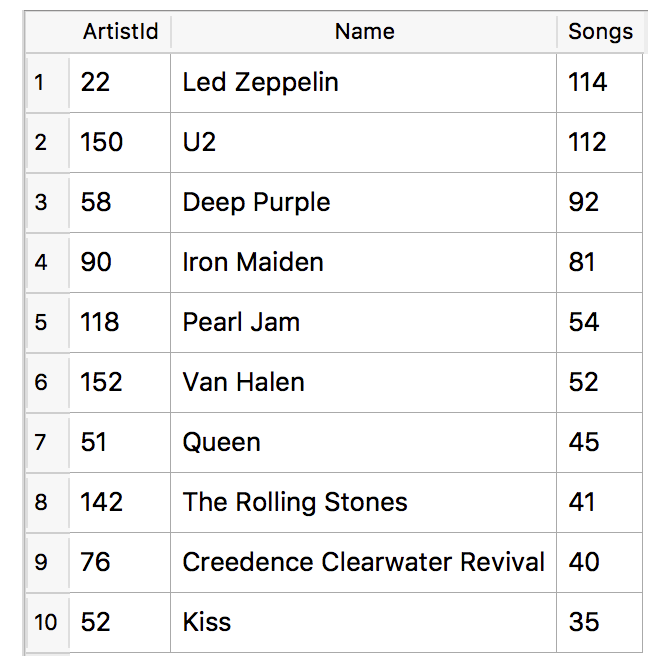 ArtistId Name Songs
1 22 Led Zeppelin 114
2 150 U2 112
3 58 Deep Purple 92
4 90 Iron Maiden 81
5 118 Pearl Jam 54
6 152 Van Halen 52
7 51 Queen 45
8 142 The Rolling Stones 41
9 76 Creedence Clearwater Revival 40
10 52 Kiss 35